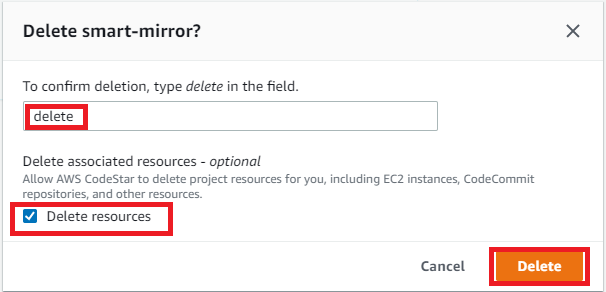 Delete smart-mirror?
To confirm deletion, type delete in the field.
delete
Delete associated resources - optional
Allow AWS CodeStar to delete project resources for you, including EC2 instances, CodeCommit
repositories, and other resources.
Delete resources
Cancel
Delete